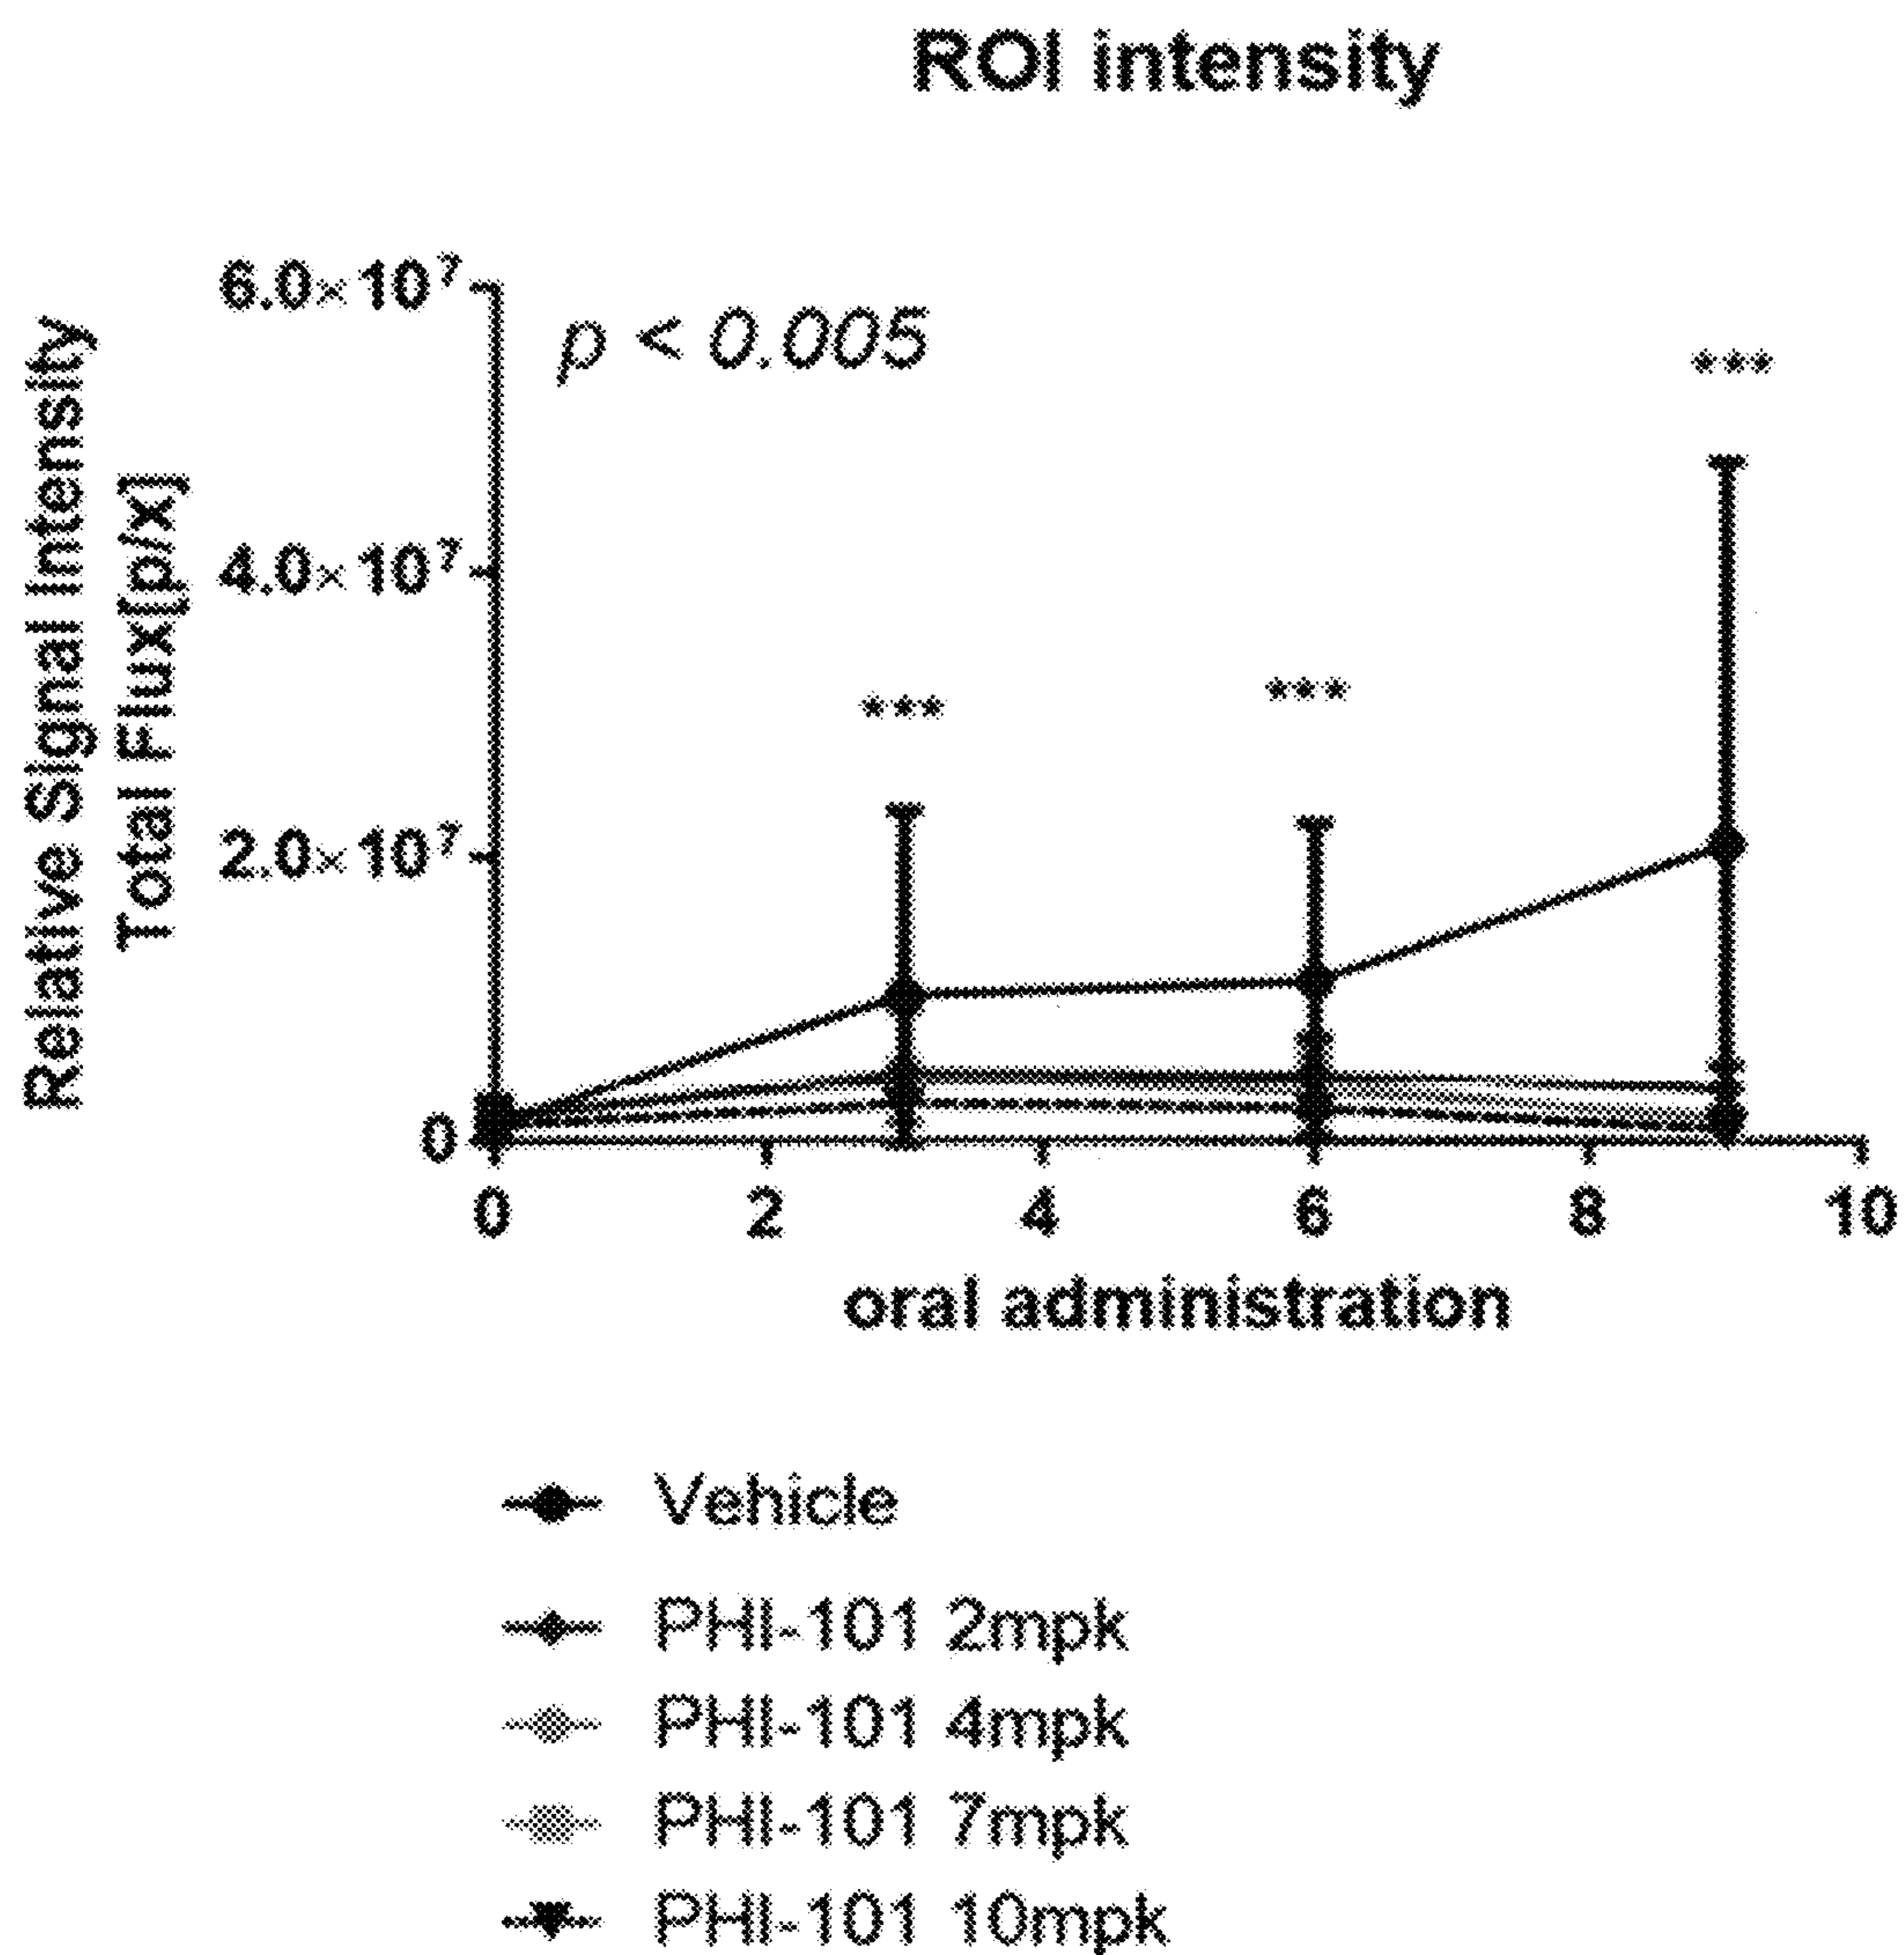 ROI intensity
Relative Signal Intensity
Total Flux[p/x]
6.0×10⁷
4.0×10⁷
2.0×10⁷
0
p < 0.005
***
***
***
0 2 4 6 8 10
oral administration
Vehicle
PHI-101 2mpk
PHI-101 4mpk
PHI-101 7mpk
PHI-101 10mpk